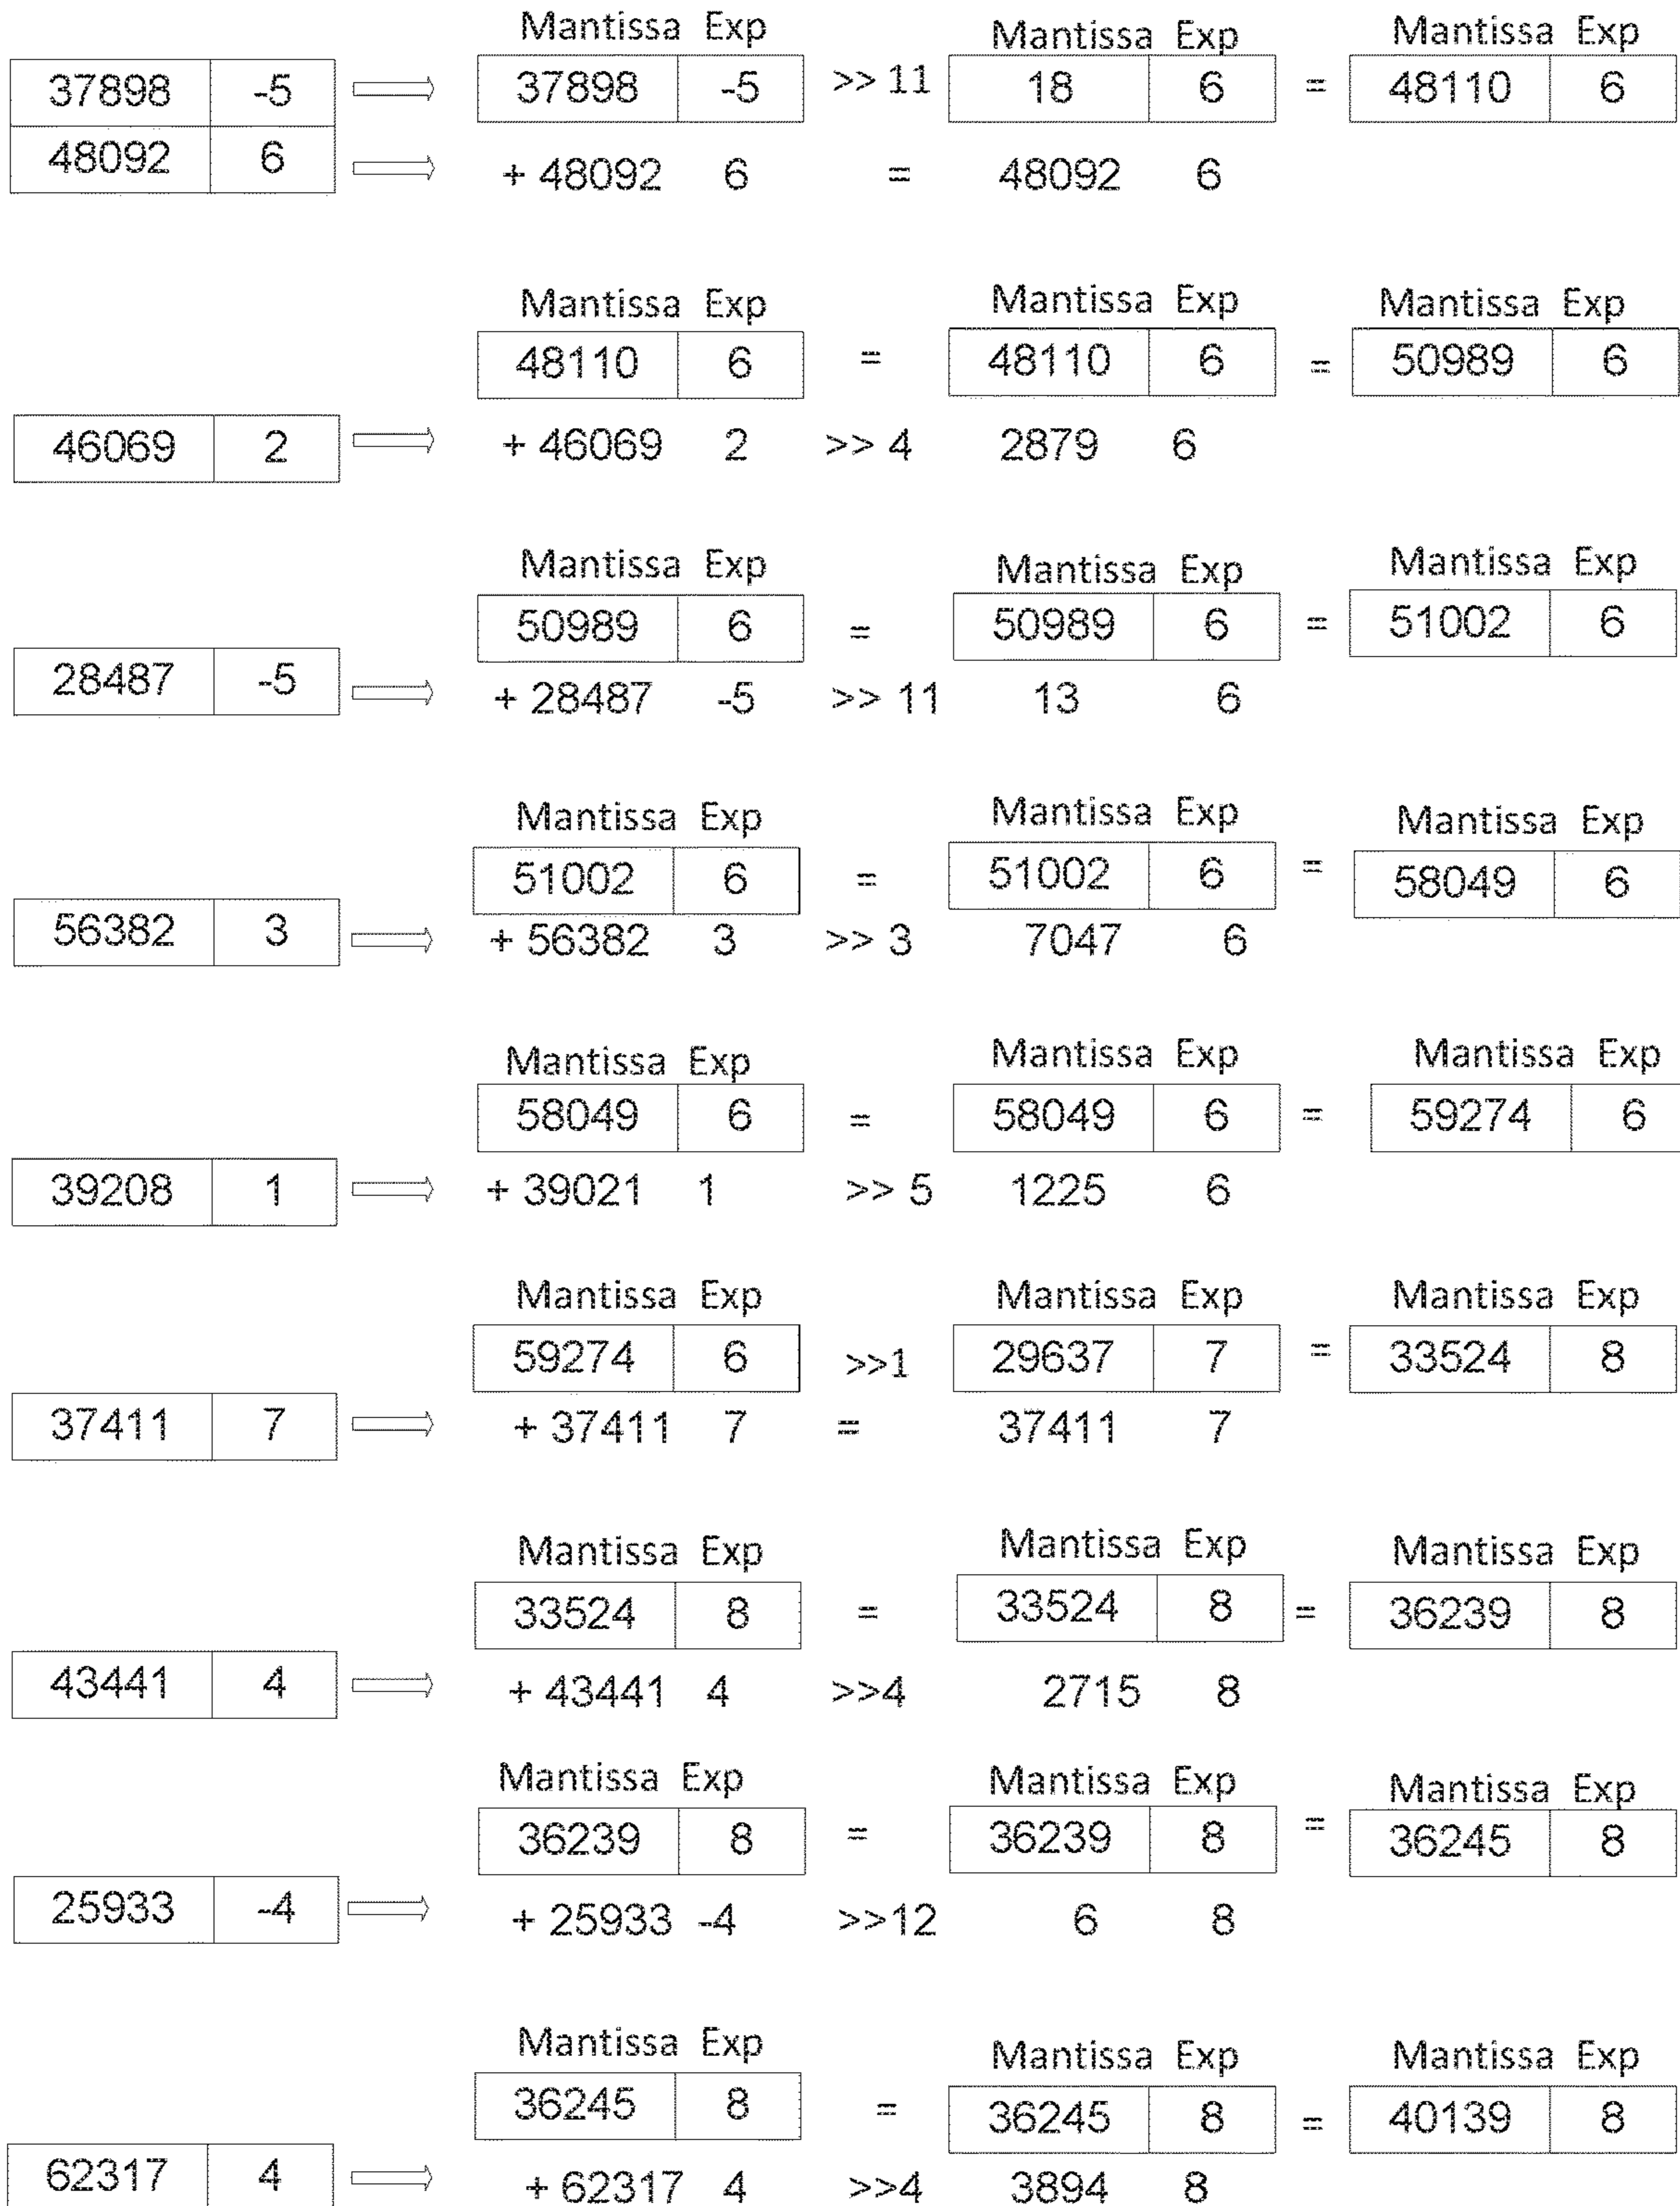 Mantissa Exp Mantissa Exp Mantissa Exp
37898 -5 37898 -5 >> 11 18 6 = 48110 6
48092 6 + 48092 6 = 48092 6
Mantissa Exp Mantissa Exp Mantissa Exp
48110 6 = 48110 6 = 50989 6
46069 2 + 46069 2 >> 4 2879 6
Mantissa Exp Mantissa Exp Mantissa Exp
50989 6 = 50989 6 = 51002 6
28487 -5 + 28487 -5 >> 11 13 6
Mantissa Exp Mantissa Exp Mantissa Exp
51002 6 = 51002 6 = 58049 6
56382 3 + 56382 3 >> 3 7047 6
Mantissa Exp Mantissa Exp Mantissa Exp
58049 6 = 58049 6 = 59274 6
39208 1 + 39021 1 >> 5 1225 6
Mantissa Exp Mantissa Exp Mantissa Exp
59274 6 >>1 29637 7 = 33524 8
37411 7 + 37411 7 = 37411 7
Mantissa Exp Mantissa Exp Mantissa Exp
33524 8 = 33524 8 = 36239 8
43441 4 + 43441 4 >>4 2715 8
Mantissa Exp Mantissa Exp Mantissa Exp
36239 8 = 36239 8 = 36245 8
25933 -4 + 25933 -4 >>12 6 8
Mantissa Exp Mantissa Exp Mantissa Exp
36245 8 = 36245 8 = 40139 8
62317 4 + 62317 4 >>4 3894 8